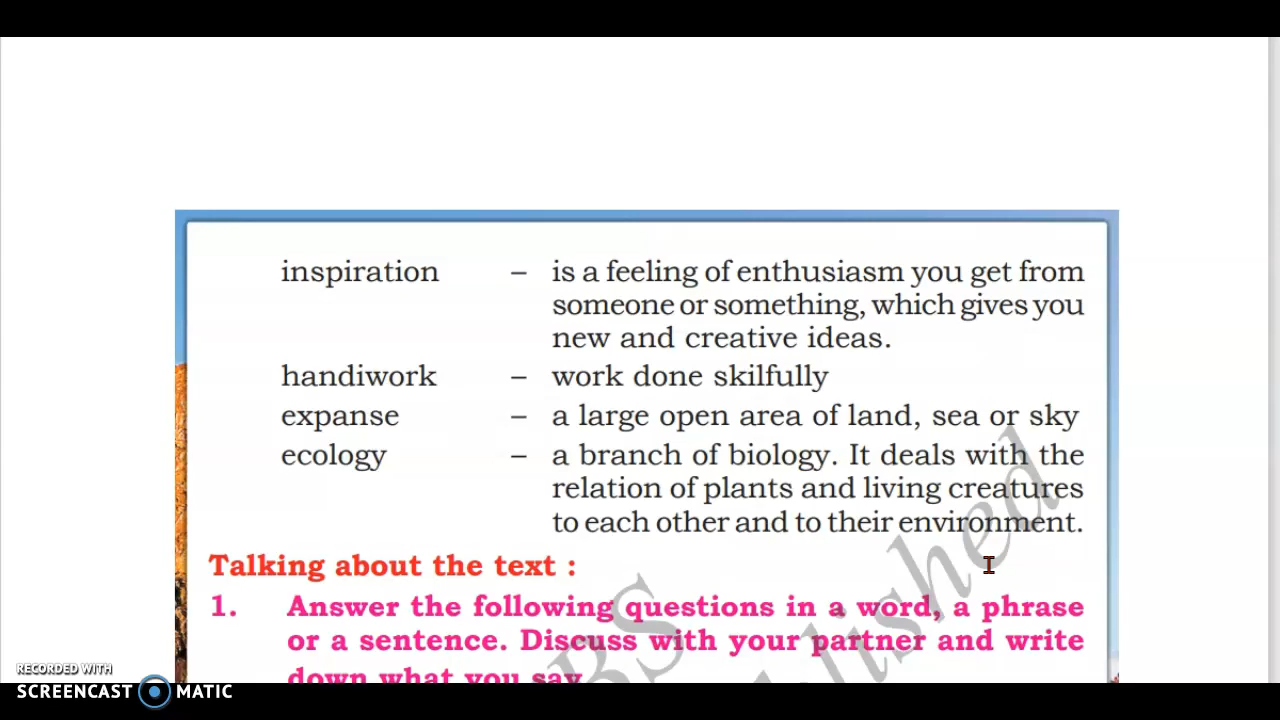 inspiration – is a feeling of enthusiasm you get from
someone or something, which gives you
new and creative ideas.
handiwork – work done skilfully
expanse – a large open area of land, sea or sky
ecology – a branch of biology. It deals with the
relation of plants and living creatures
to each other and to their environment.
Talking about the text :
1. Answer the following questions in a word, a phrase
or a sentence. Discuss with your partner and write
down what you say
RECORDED WITH
SCREENCAST MATIC